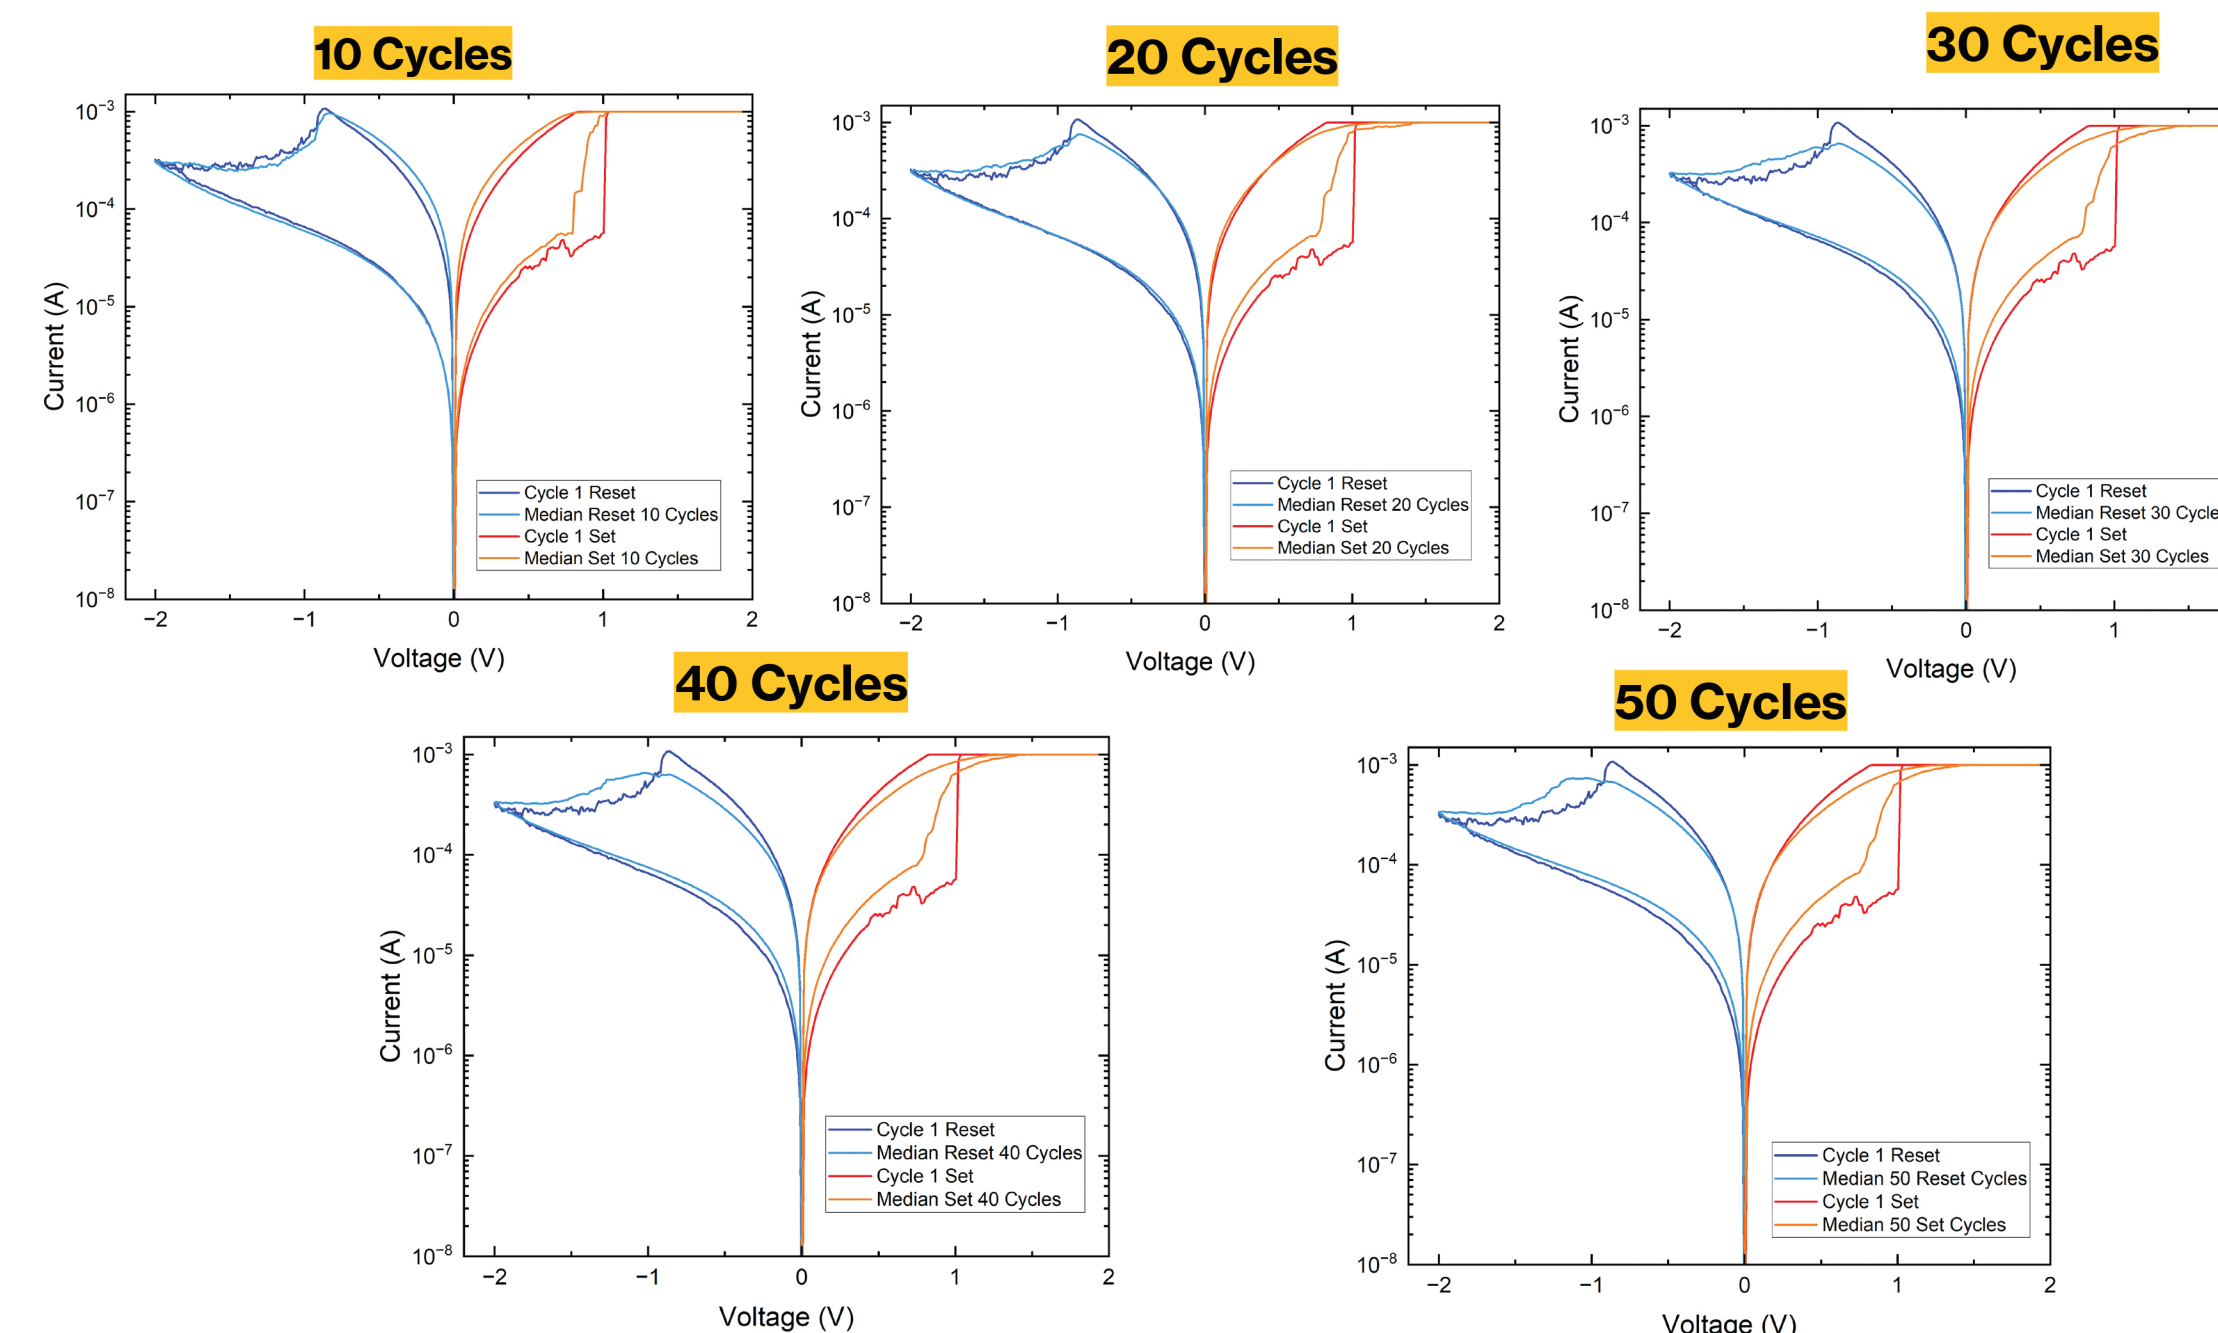 10 Cycles
20 Cycles
30 Cycles
10⁻³
10⁻⁴
10⁻⁵
10⁻⁶
10⁻⁷
10⁻⁸
Current (A)
−2 −1 0 1 2
Voltage (V)
Cycle 1 Reset
Median Reset 10 Cycles
Cycle 1 Set
Median Set 10 Cycles
10⁻³
10⁻⁴
10⁻⁵
10⁻⁶
10⁻⁷
10⁻⁸
Current (A)
−2 −1 0 1 2
Voltage (V)
Cycle 1 Reset
Median Reset 20 Cycles
Cycle 1 Set
Median Set 20 Cycles
10⁻³
10⁻⁴
10⁻⁵
10⁻⁶
10⁻⁷
10⁻⁸
Current (A)
−2 −1 0 1
Voltage (V)
Cycle 1 Reset
Median Reset 30 Cycle
Cycle 1 Set
Median Set 30 Cycles
40 Cycles
50 Cycles
10⁻³
10⁻⁴
10⁻⁵
10⁻⁶
10⁻⁷
10⁻⁸
Current (A)
−2 −1 0 1 2
Voltage (V)
Cycle 1 Reset
Median Reset 40 Cycles
Cycle 1 Set
Median Set 40 Cycles
10⁻³
10⁻⁴
10⁻⁵
10⁻⁶
10⁻⁷
10⁻⁸
Current (A)
−2 −1 0 1 2
Voltage (V)
Cycle 1 Reset
Median 50 Reset Cycles
Cycle 1 Set
Median 50 Set Cycles